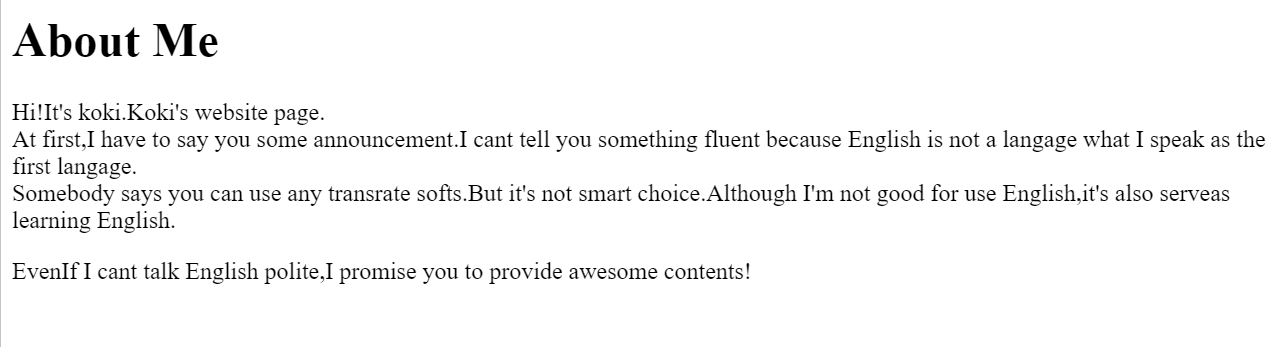 About Me
Hi!It's koki.Koki's website page.
At first,I have to say you some announcement.I cant tell you something fluent because English is not a langage what I speak as the
first langage.
Somebody says you can use any transrate softs.But it's not smart choice.Although I'm not good for use English,it's also serveas
learning English.
EvenIf I cant talk English polite,I promise you to provide awesome contents!